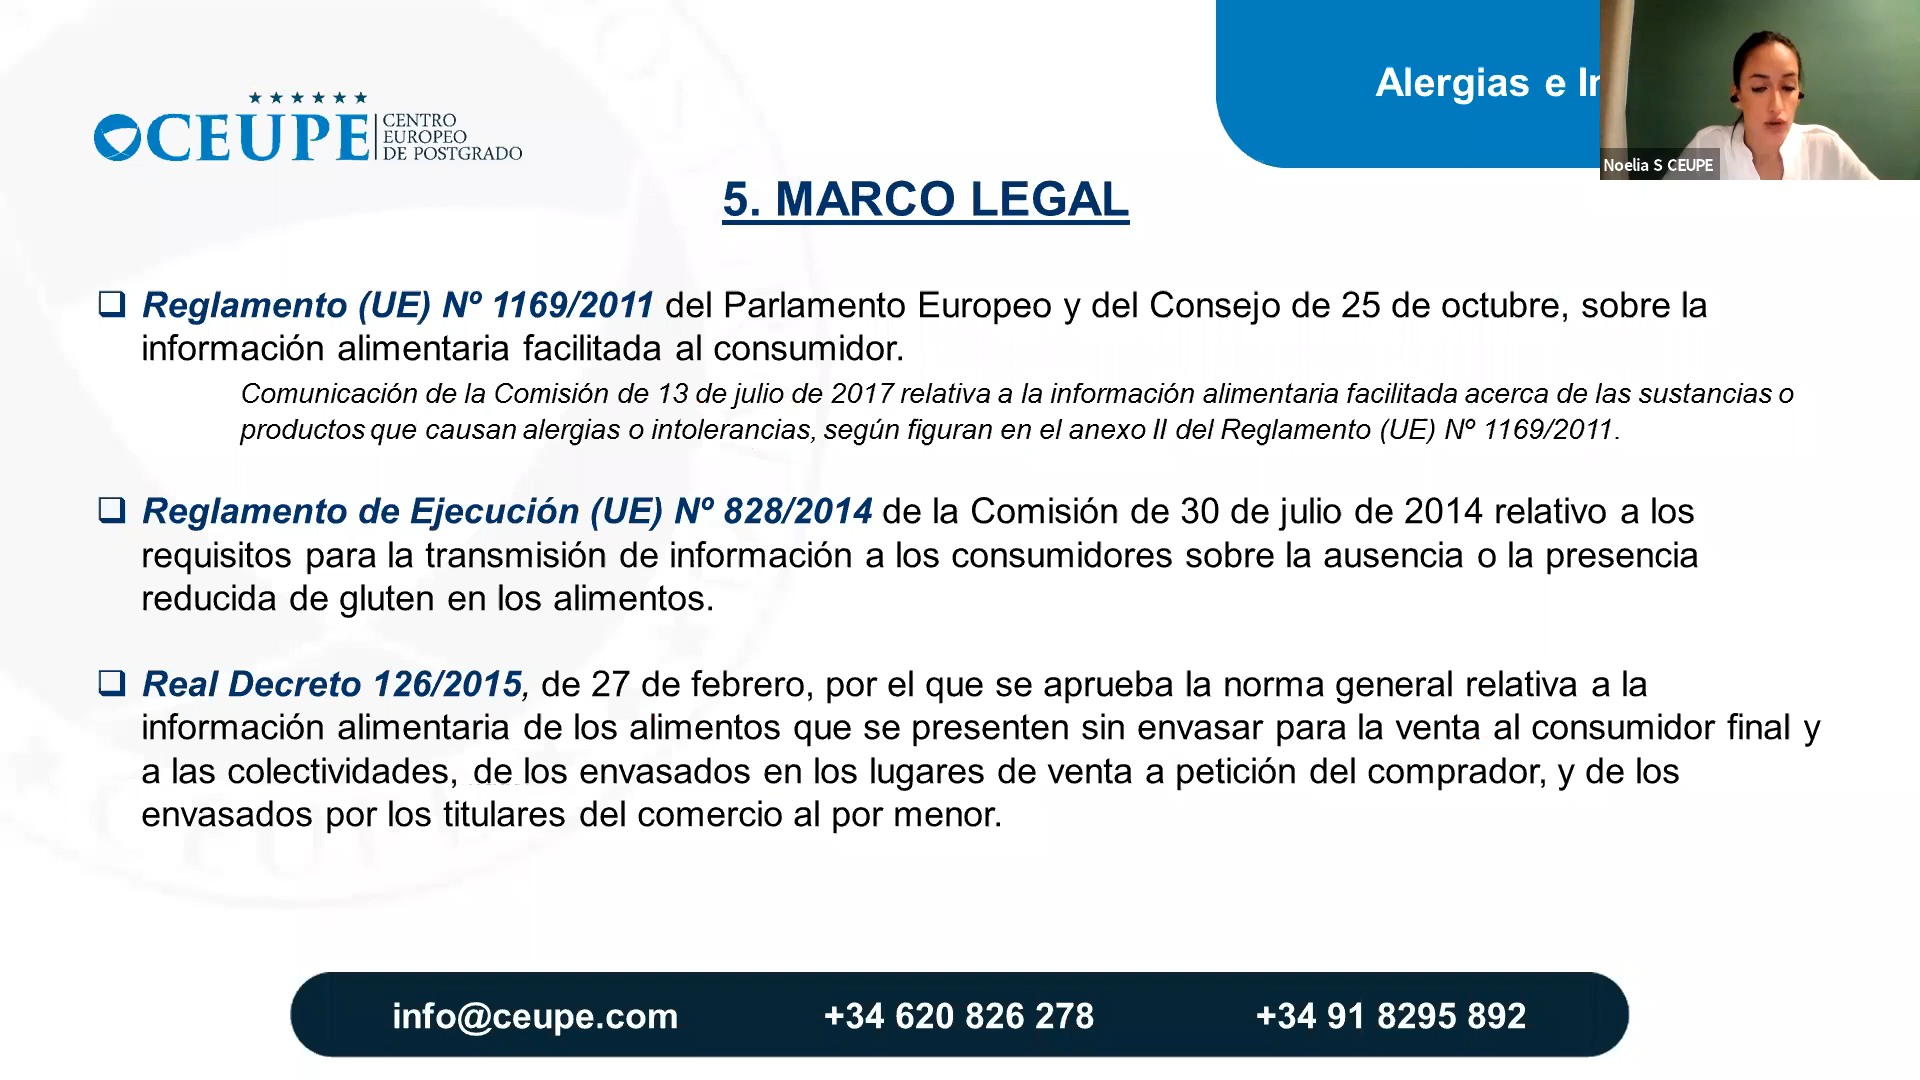 CEUPE
CENTRO
EUROPEO
DE POSTGRADO
Alergias e
Noelia S CEUPE
5. MARCO LEGAL
❑ Reglamento (UE) Nº 1169/2011 del Parlamento Europeo y del Consejo de 25 de octubre, sobre la
información alimentaria facilitada al consumidor.
Comunicación de la Comisión de 13 de julio de 2017 relativa a la información alimentaria facilitada acerca de las sustancias o
productos que causan alergias o intolerancias, según figuran en el anexo II del Reglamento (UE) Nº 1169/2011.
❑ Reglamento de Ejecución (UE) Nº 828/2014 de la Comisión de 30 de julio de 2014 relativo a los
requisitos para la transmisión de información a los consumidores sobre la ausencia o la presencia
reducida de gluten en los alimentos.
❑ Real Decreto 126/2015, de 27 de febrero, por el que se aprueba la norma general relativa a la
información alimentaria de los alimentos que se presenten sin envasar para la venta al consumidor final y
a las colectividades, de los envasados en los lugares de venta a petición del comprador, y de los
envasados por los titulares del comercio al por menor.
info@ceupe.com +34 620 826 278 +34 91 8295 892